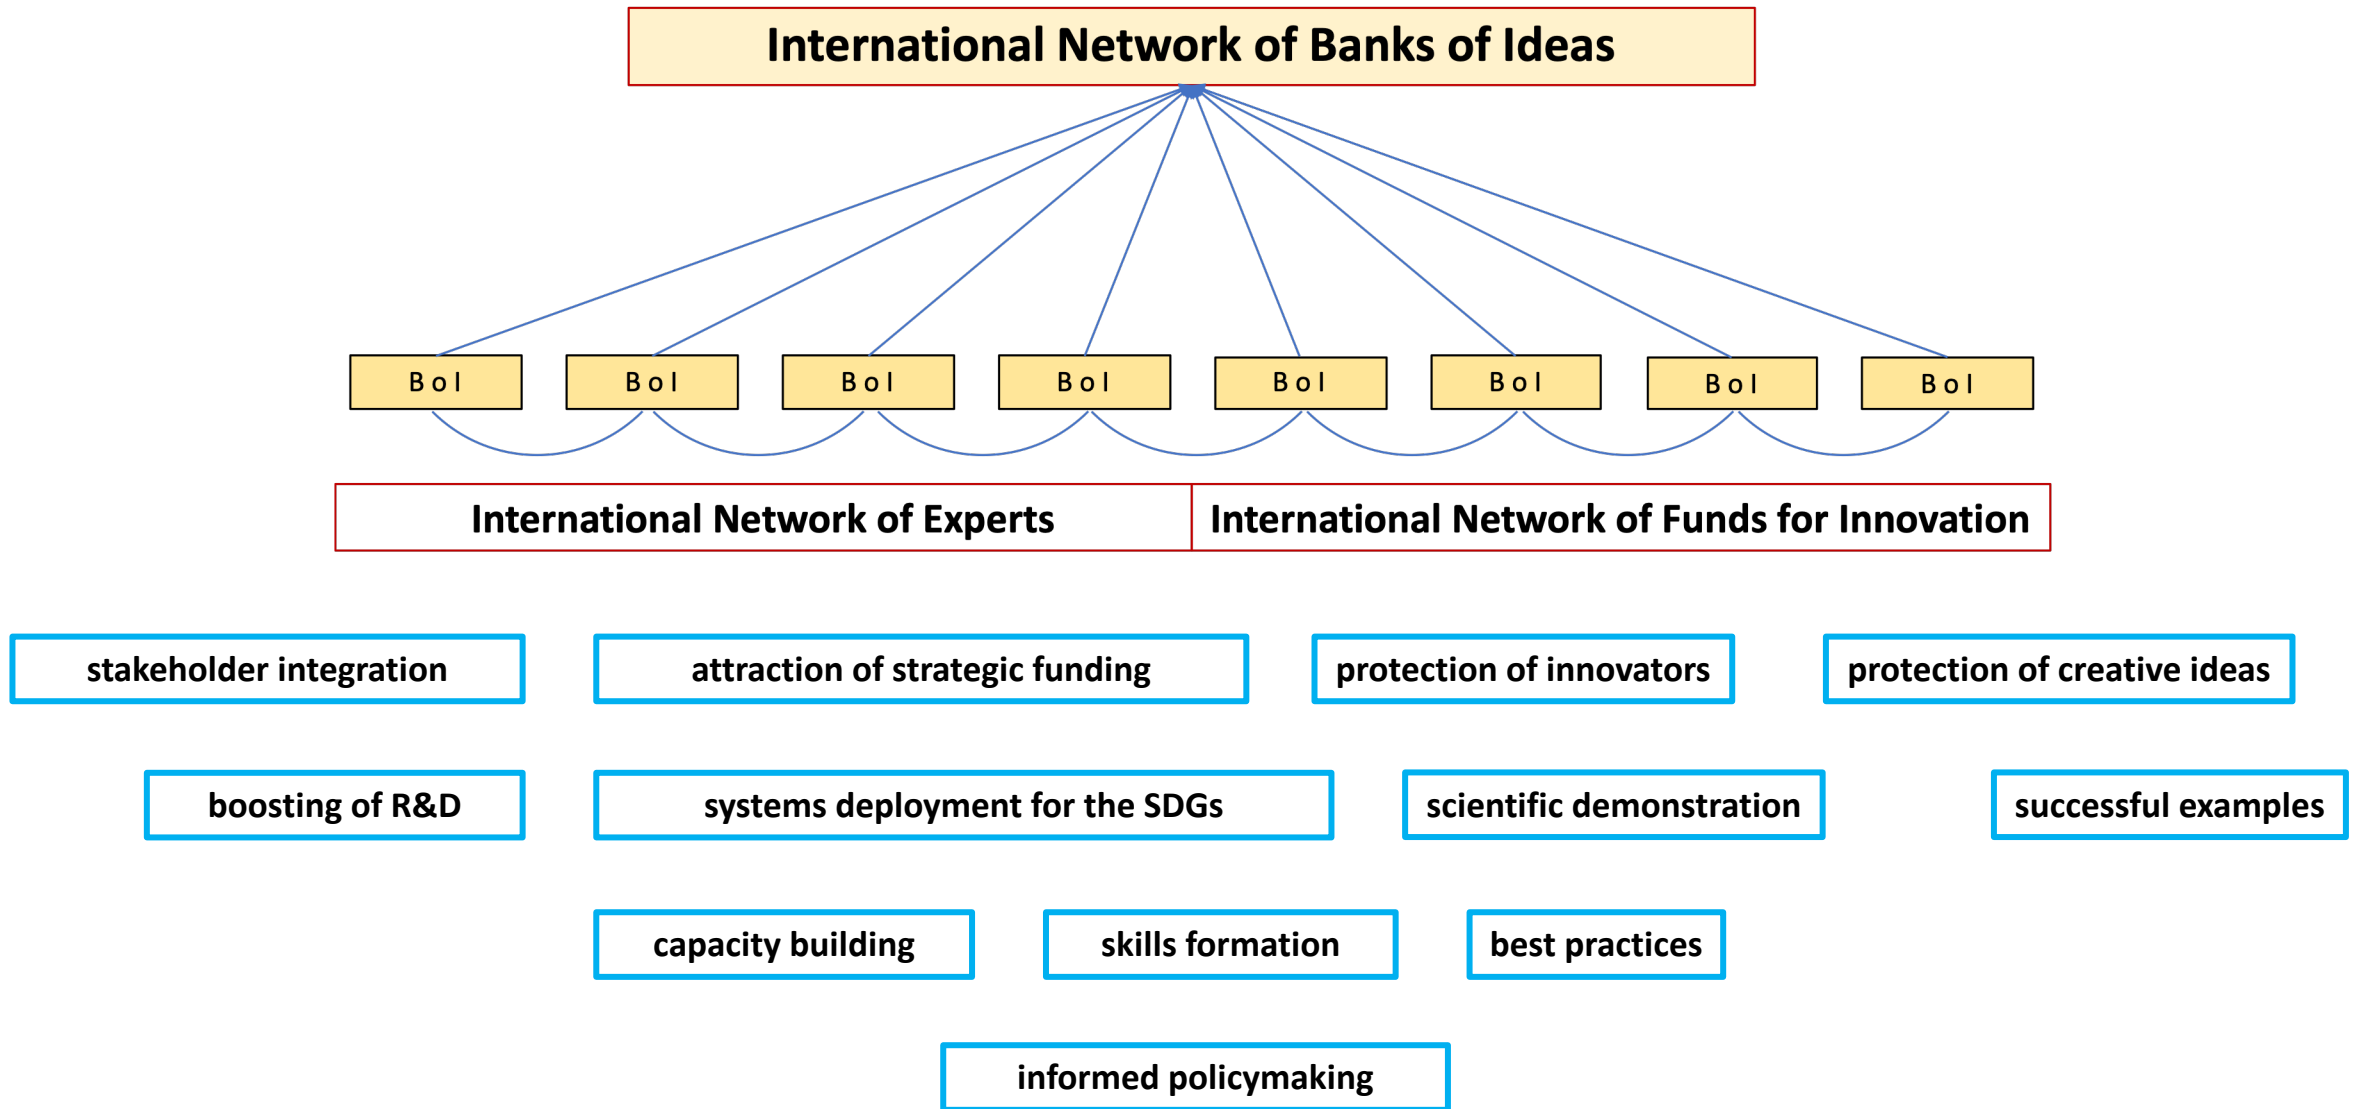 International Network of Banks of Ideas
B o I
B o I
B o I
B o I
B o I
B o I
B o I
B o I
International Network of Experts
International Network of Funds for Innovation
stakeholder integration
attraction of strategic funding
protection of innovators
protection of creative ideas
boosting of R&D
systems deployment for the SDGs
scientific demonstration
successful examples
capacity building
skills formation
best practices
informed policymaking